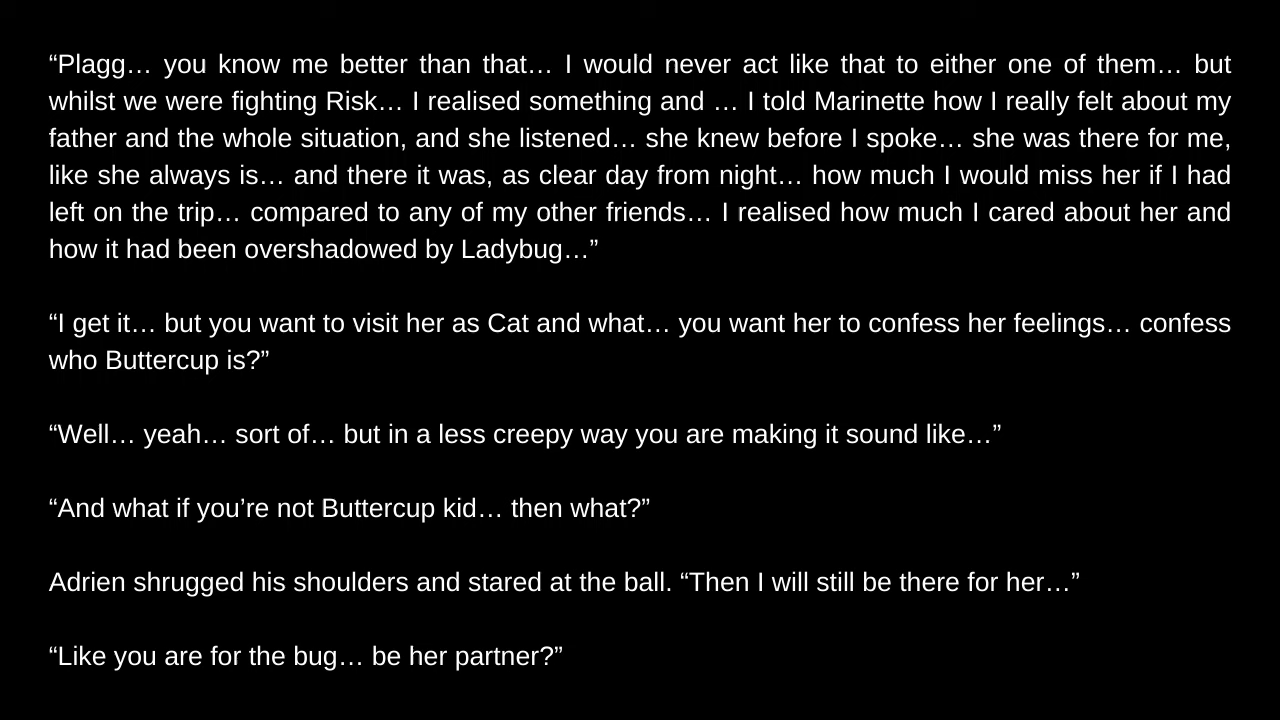 “Plagg… you know me better than that… I would never act like that to either one of them… but
whilst we were fighting Risk… I realised something and … I told Marinette how I really felt about my
father and the whole situation, and she listened… she knew before I spoke… she was there for me,
like she always is… and there it was, as clear day from night… how much I would miss her if I had
left on the trip… compared to any of my other friends… I realised how much I cared about her and
how it had been overshadowed by Ladybug…”
“I get it… but you want to visit her as Cat and what… you want her to confess her feelings… confess
who Buttercup is?”
“Well… yeah… sort of… but in a less creepy way you are making it sound like…”
“And what if you’re not Buttercup kid… then what?”
Adrien shrugged his shoulders and stared at the ball. “Then I will still be there for her…”
“Like you are for the bug… be her partner?”